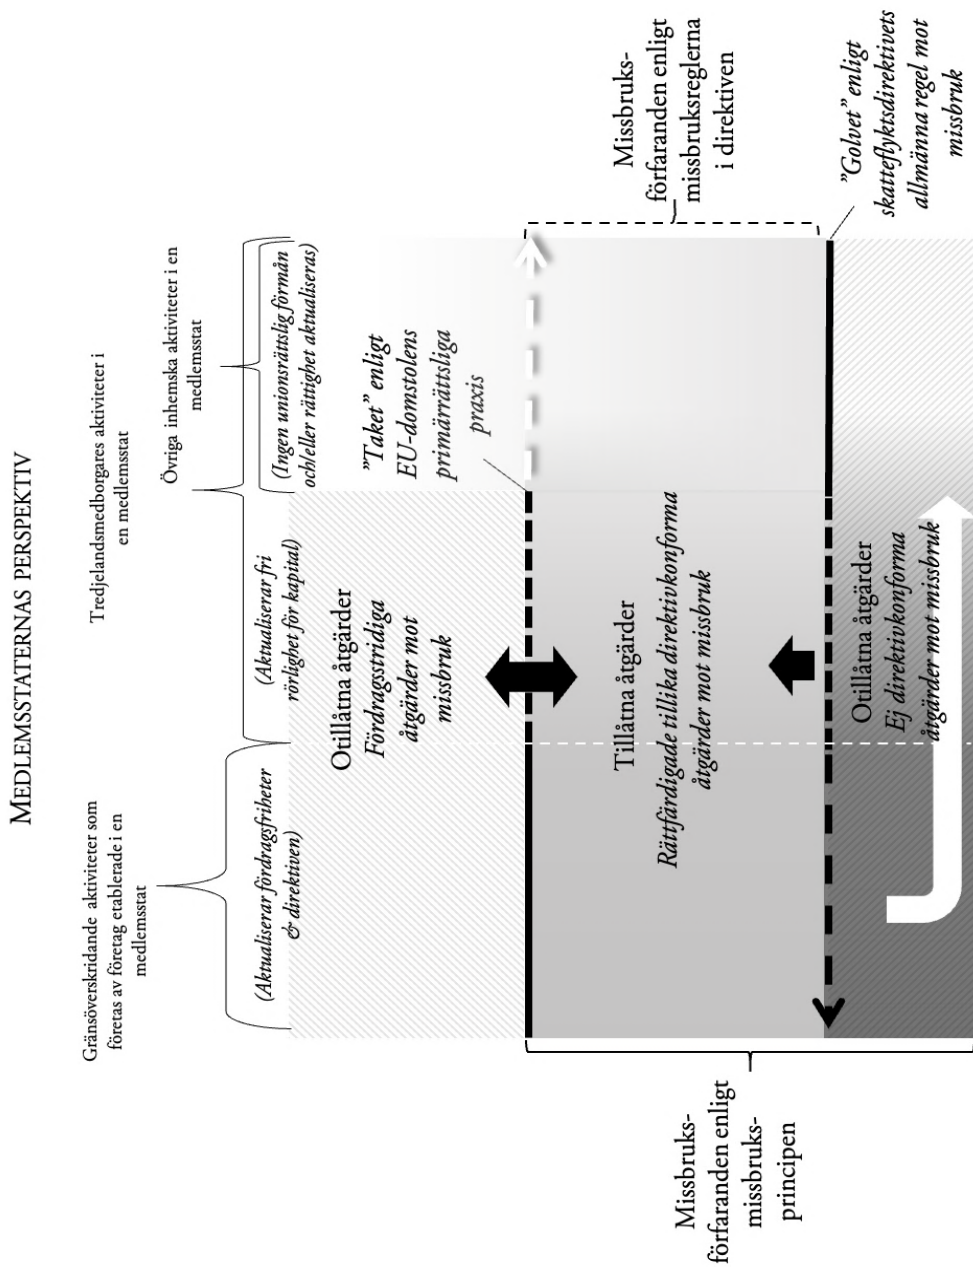 MEDLEMSSTATERNAS PERSPEKTIV
Gränsöverskridande aktiviteter som
företas av företag etablerade i en
medlemsstat
Tredjelandsmedborgares aktiviteter i
en medlemsstat
Övriga inhemska aktiviteter i en
medlemsstat
(Aktualiserar fördragsfriheter
& direktiven)
(Aktualiserar fri
rörlighet för kapital)
(Ingen unionsrättslig förmån
och/eller rättighet aktualiseras)
Otillåtna åtgärder
Fördragsstridiga
åtgärder mot
missbruk
”Taket” enligt
EU-domstolens
primärrättsliga
praxis
Missbruks-
förfaranden enligt
missbruks-
principen
Tillåtna åtgärder
Rättfärdigade tillika direktivkonforma
åtgärder mot missbruk
Missbruks-
förfaranden enligt
missbruksreglerna
i direktiven
Otillåtna åtgärder
Ej direktivkonforma
åtgärder mot missbruk
”Golvet” enligt
skatteflyktsdirektivets
allmänna regel mot
missbruk